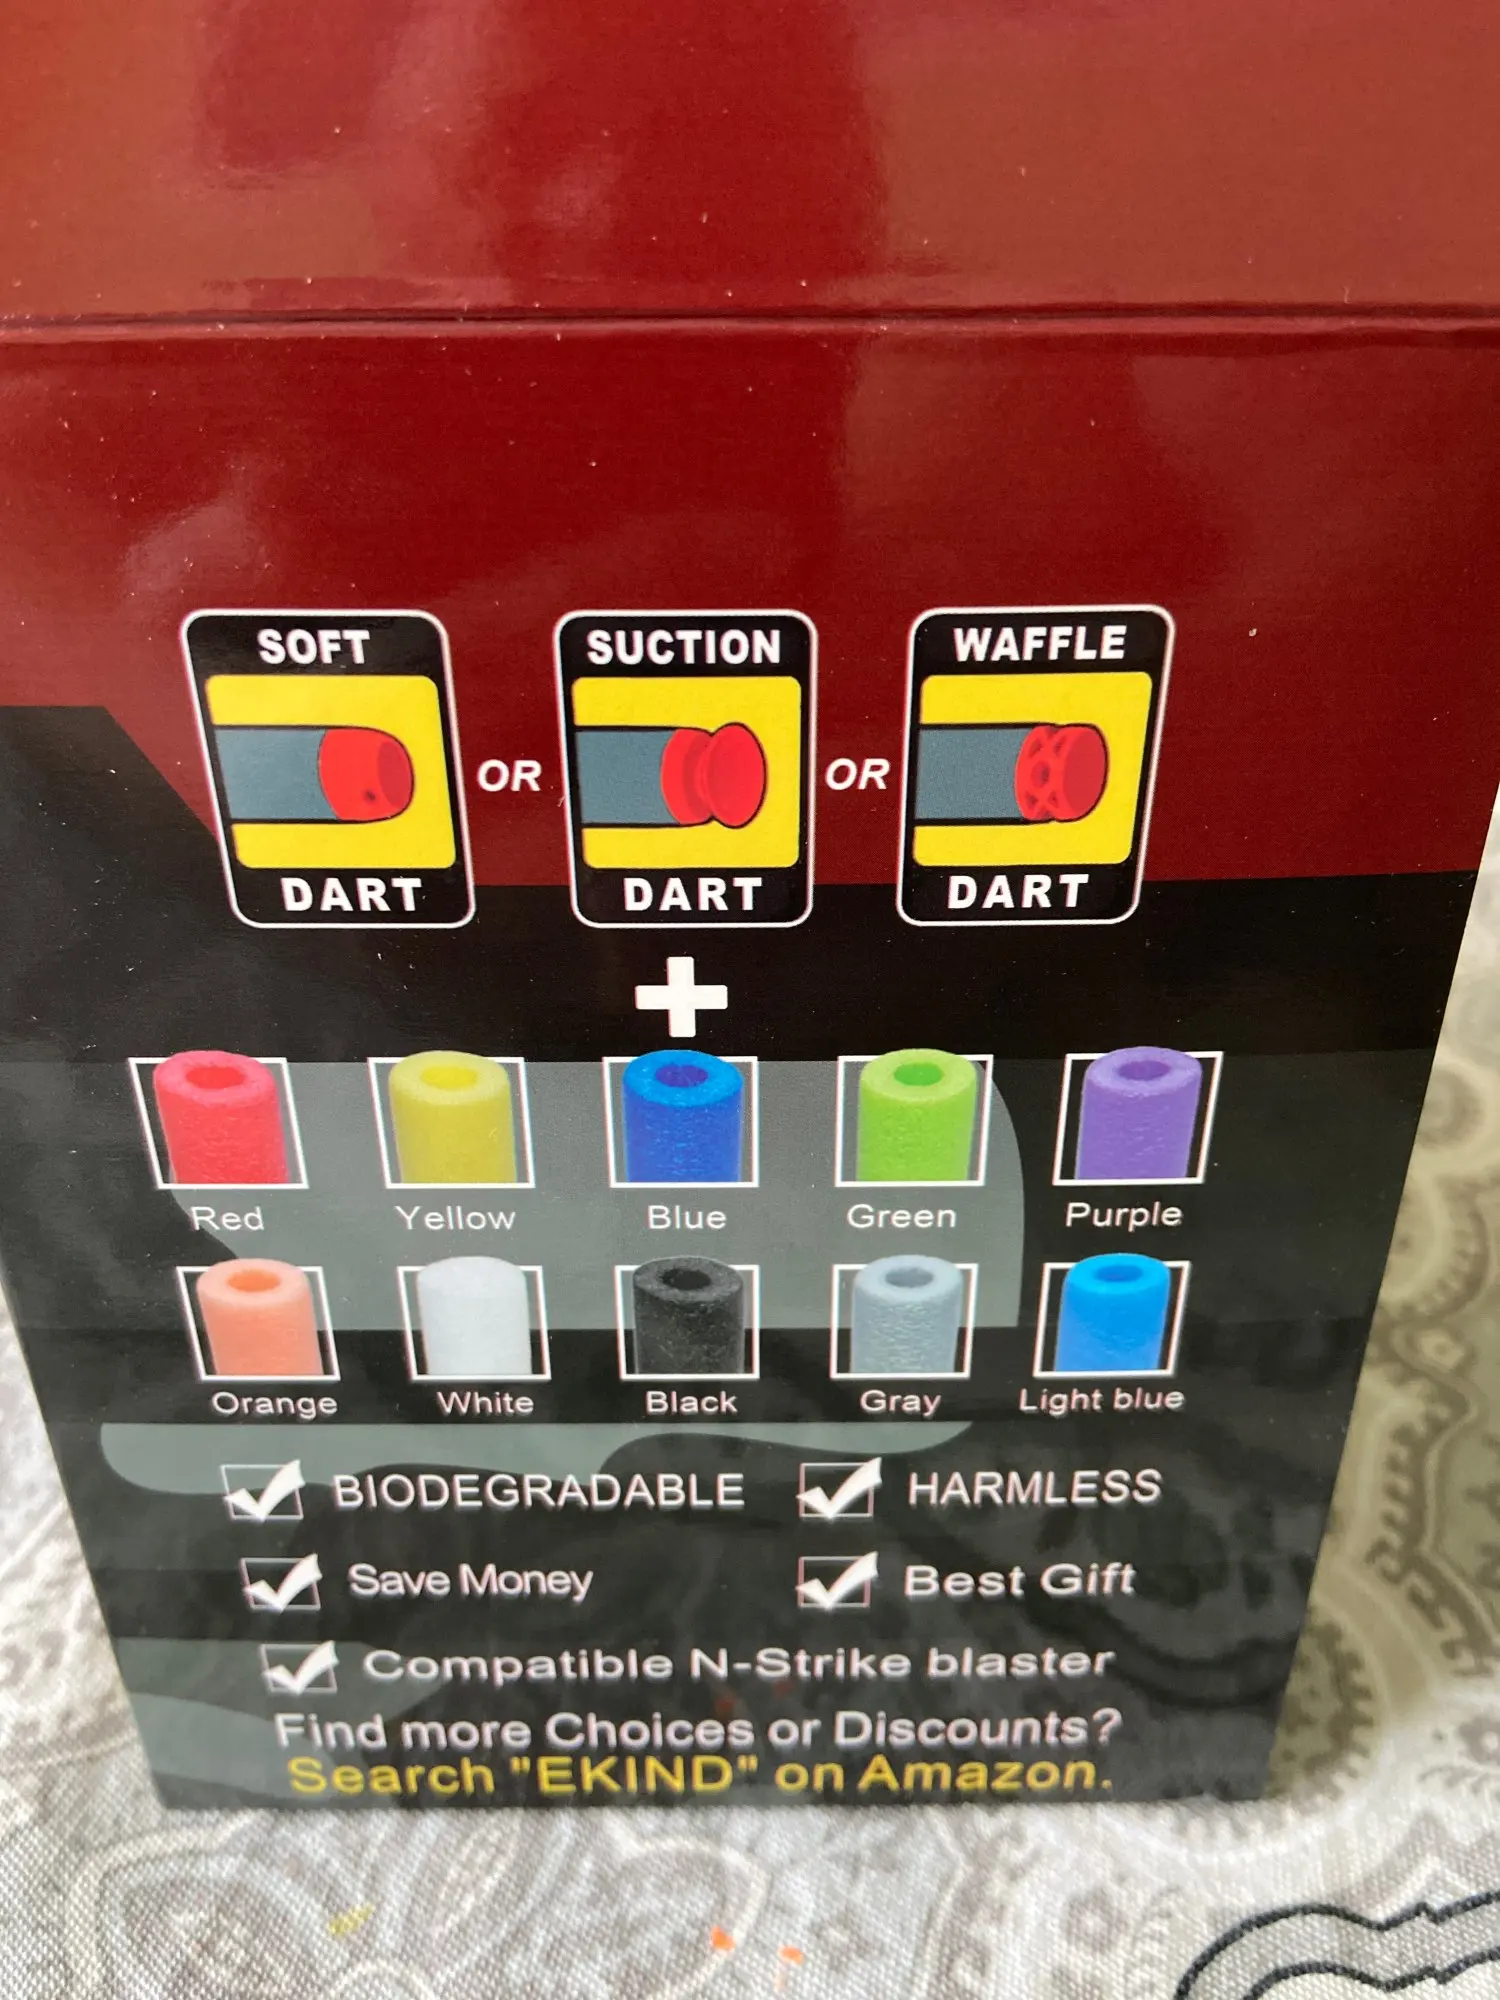 SOFT SUCTION WAFFLE
OR OR
DART DART DART
+
Red Yellow Blue Green Purple
Orange White Black Gray Light blue
BIODEGRADABLE HARMLESS
Save Money Best Gift
Compatible N-Strike blaster
Find more Choices or Discounts?
Search "EKIND" on Amazon.